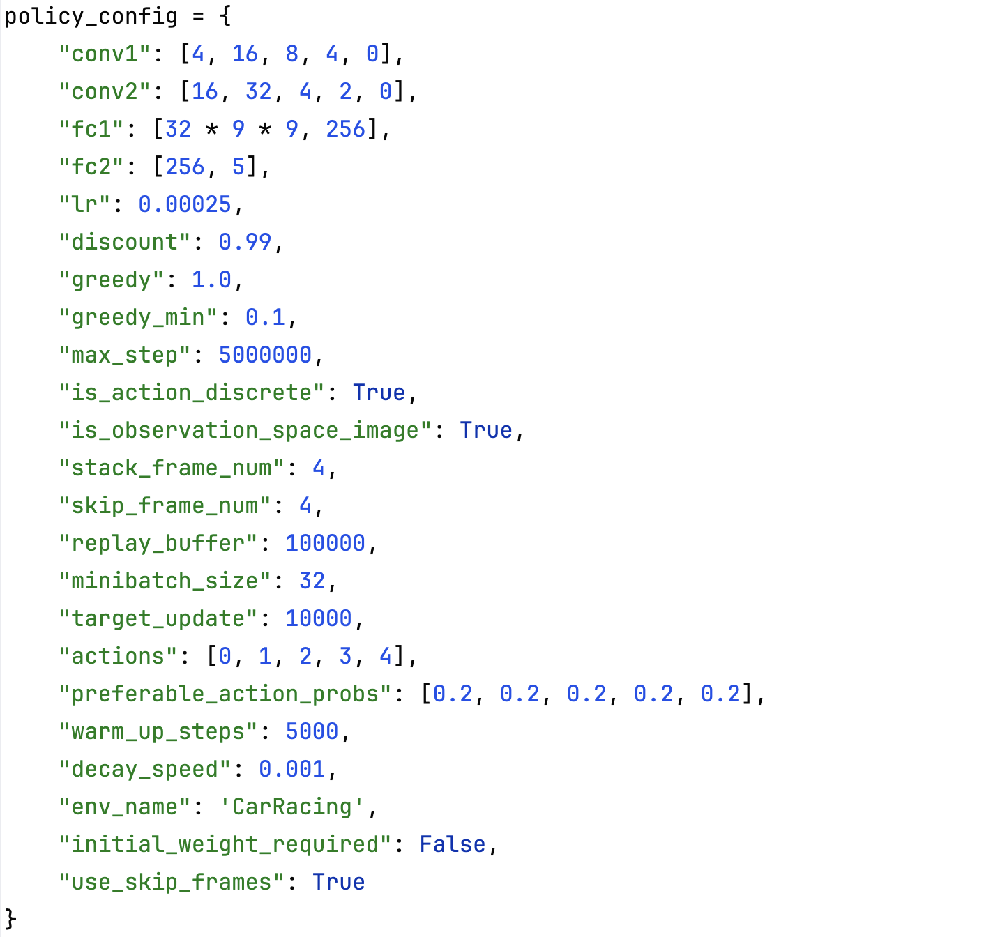 policy_config = {
    "conv1": [4, 16, 8, 4, 0],
    "conv2": [16, 32, 4, 2, 0],
    "fc1": [32 * 9 * 9, 256],
    "fc2": [256, 5],
    "lr": 0.00025,
    "discount": 0.99,
    "greedy": 1.0,
    "greedy_min": 0.1,
    "max_step": 5000000,
    "is_action_discrete": True,
    "is_observation_space_image": True,
    "stack_frame_num": 4,
    "skip_frame_num": 4,
    "replay_buffer": 100000,
    "minibatch_size": 32,
    "target_update": 10000,
    "actions": [0, 1, 2, 3, 4],
    "preferable_action_probs": [0.2, 0.2, 0.2, 0.2, 0.2],
    "warm_up_steps": 5000,
    "decay_speed": 0.001,
    "env_name": 'CarRacing',
    "initial_weight_required": False,
    "use_skip_frames": True
}